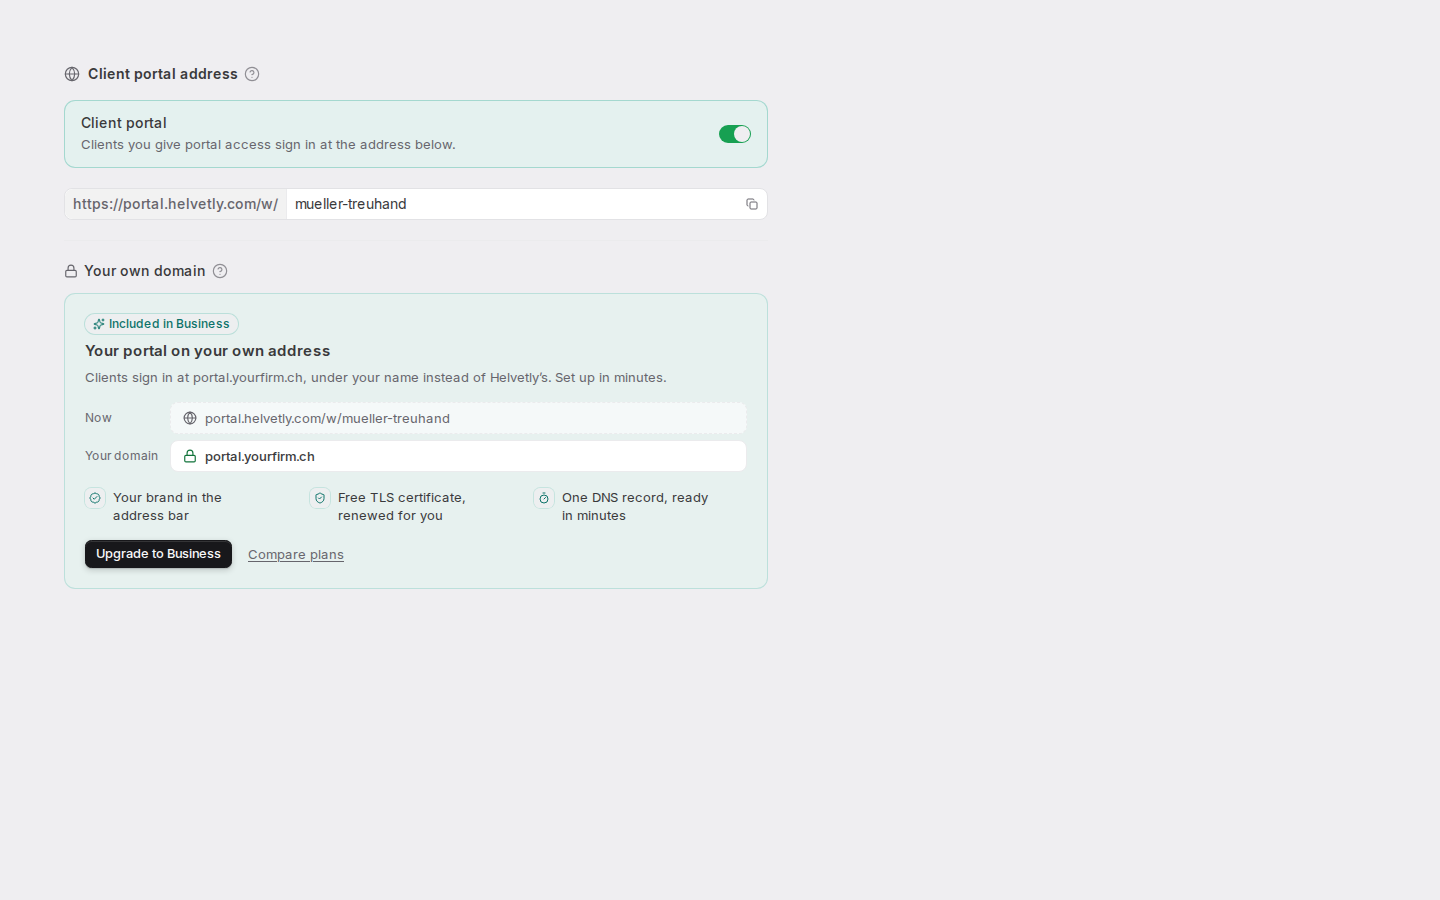 Client portal address
Client portal
Clients you give portal access sign in at the address below.
https://portal.helvetly.com/w/ mueller-treuhand
Your own domain
Included in Business
Your portal on your own address
Clients sign in at portal.yourfirm.ch, under your name instead of Helvetly’s. Set up in minutes.
Now portal.helvetly.com/w/mueller-treuhand
Your domain portal.yourfirm.ch
Your brand in the
address bar
Free TLS certificate,
renewed for you
One DNS record, ready
in minutes
Upgrade to Business Compare plans